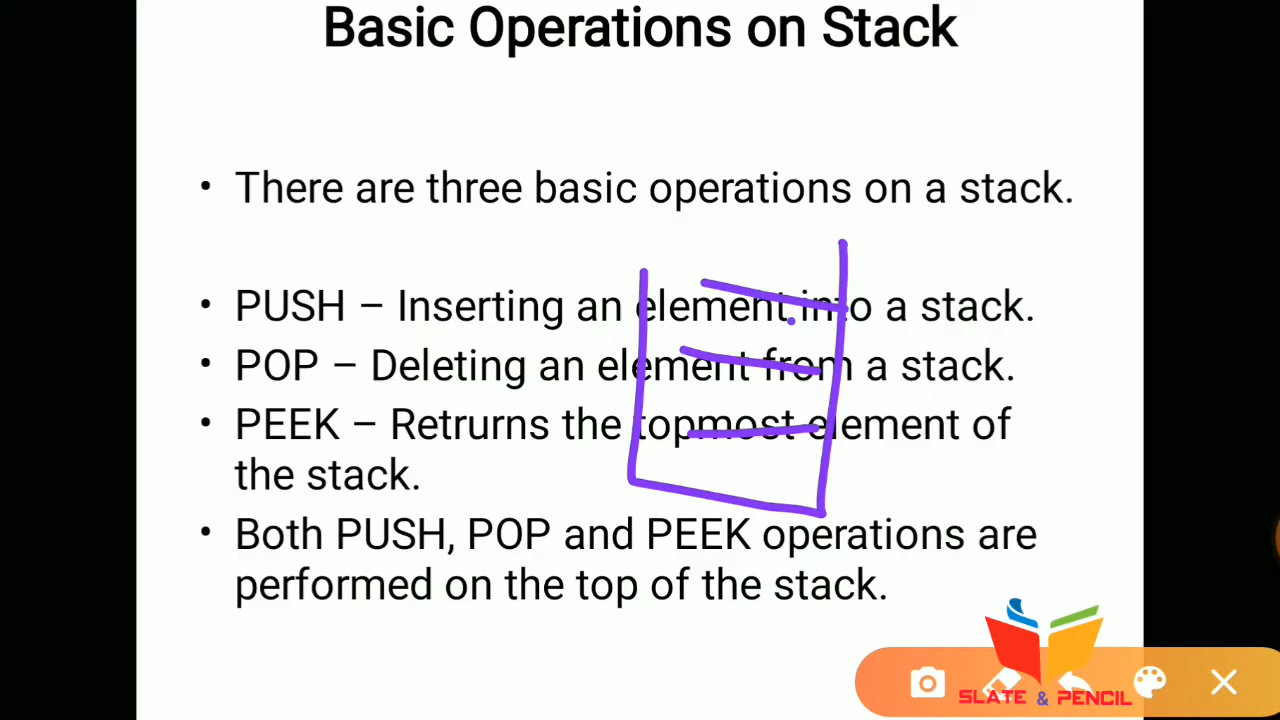 Basic Operations on Stack
• There are three basic operations on a stack.
• PUSH – Inserting an element into a stack.
• POP – Deleting an element from a stack.
• PEEK – Retrurns the topmost element of
the stack.
• Both PUSH, POP and PEEK operations are
performed on the top of the stack.
SLATE & PENCIL